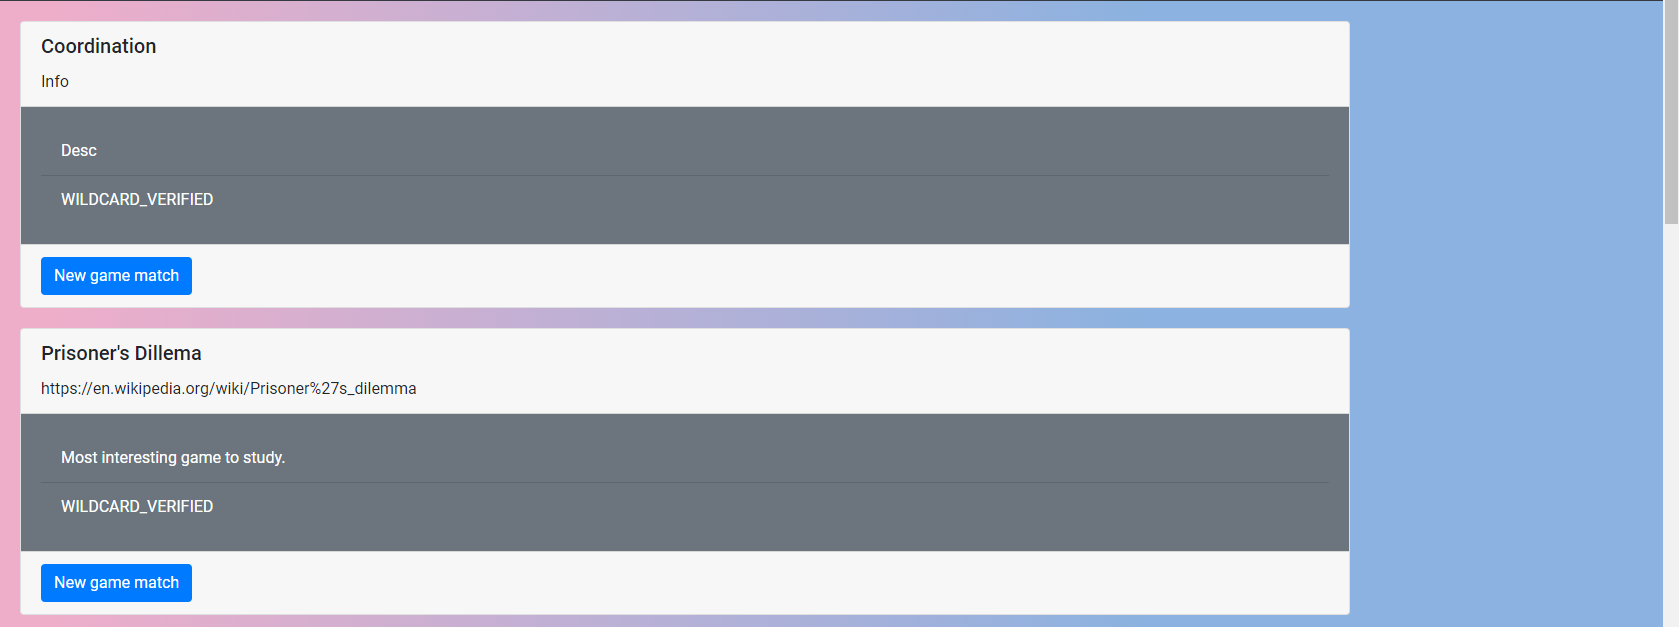 Coordination
Info
Desc
WILDCARD_VERIFIED
New game match
Prisoner's Dillema
https://en.wikipedia.org/wiki/Prisoner%27s_dilemma
Most interesting game to study.
WILDCARD_VERIFIED
New game match